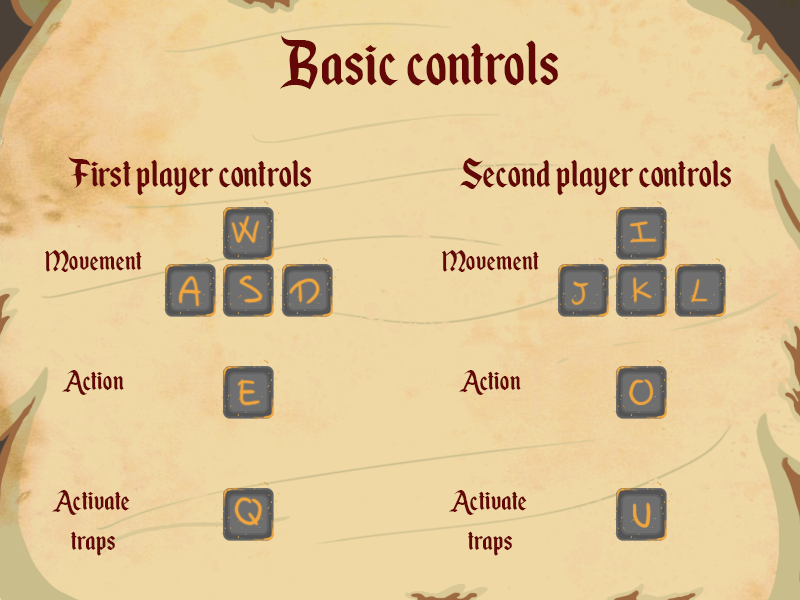 Basic controls
First player controls
Movement
W
A S D
Action
E
Activate
traps
Q
Second player controls
Movement
I
J K L
Action
O
Activate
traps
U